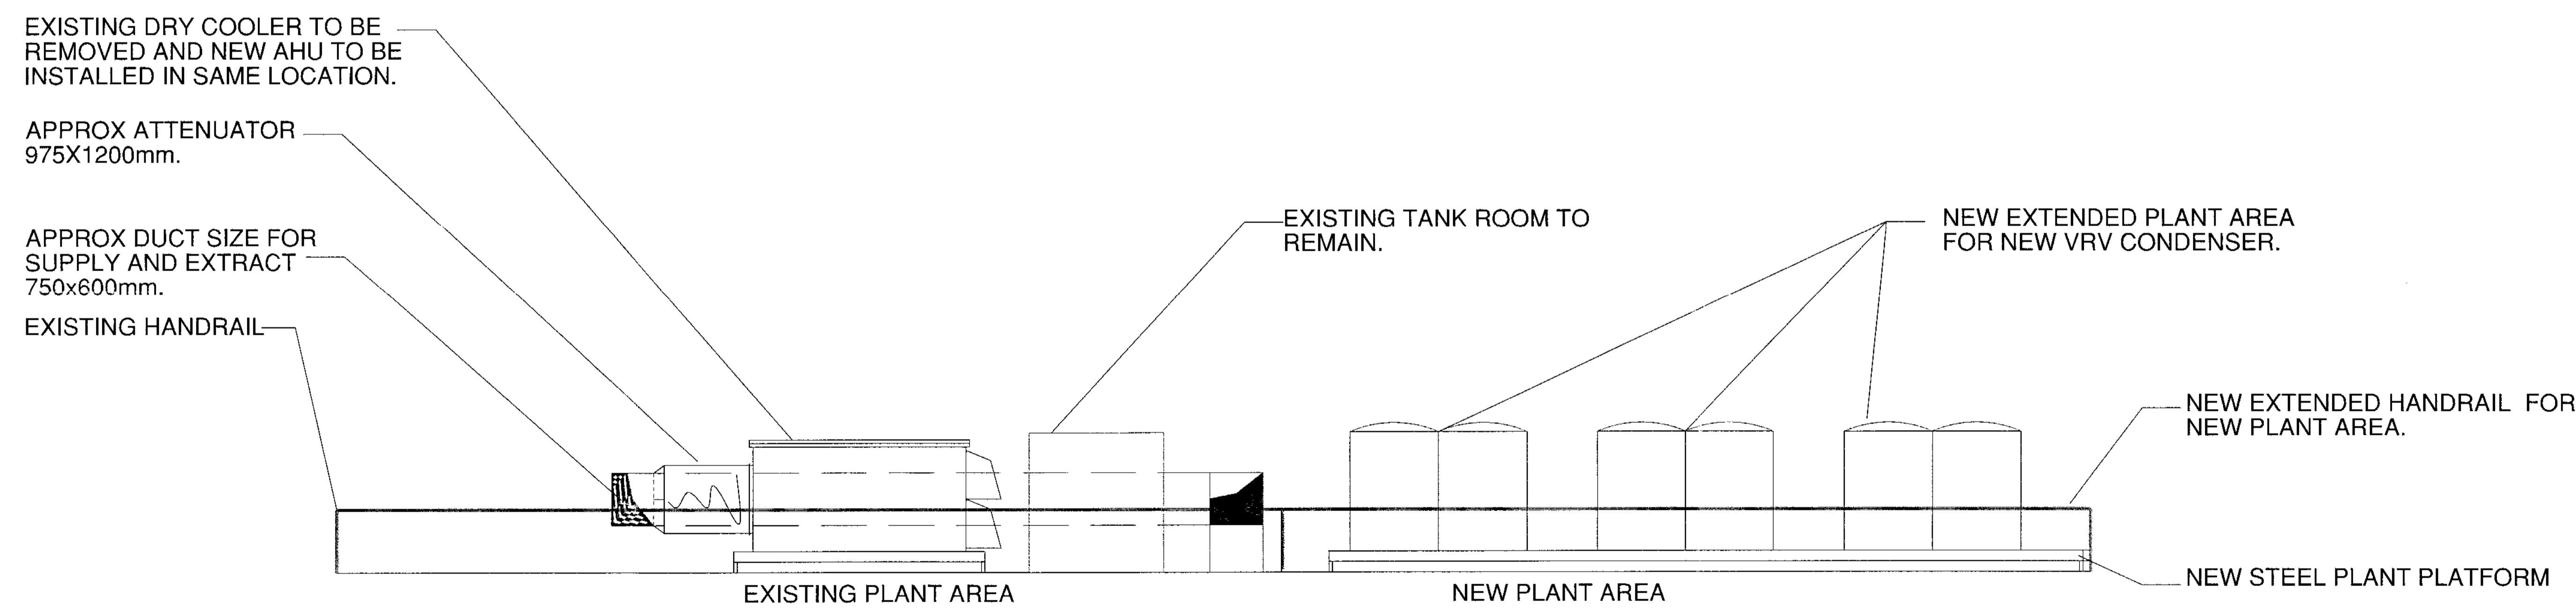 EXISTING DRY COOLER TO BE
REMOVED AND NEW AHU TO BE
INSTALLED IN SAME LOCATION.
APPROX ATTENUATOR
975X1200mm.
APPROX DUCT SIZE FOR
SUPPLY AND EXTRACT
750x600mm.
EXISTING HANDRAIL
EXISTING TANK ROOM TO
REMAIN.
NEW EXTENDED PLANT AREA
FOR NEW VRV CONDENSER.
NEW EXTENDED HANDRAIL FOR
NEW PLANT AREA.
NEW STEEL PLANT PLATFORM
EXISTING PLANT AREA
NEW PLANT AREA